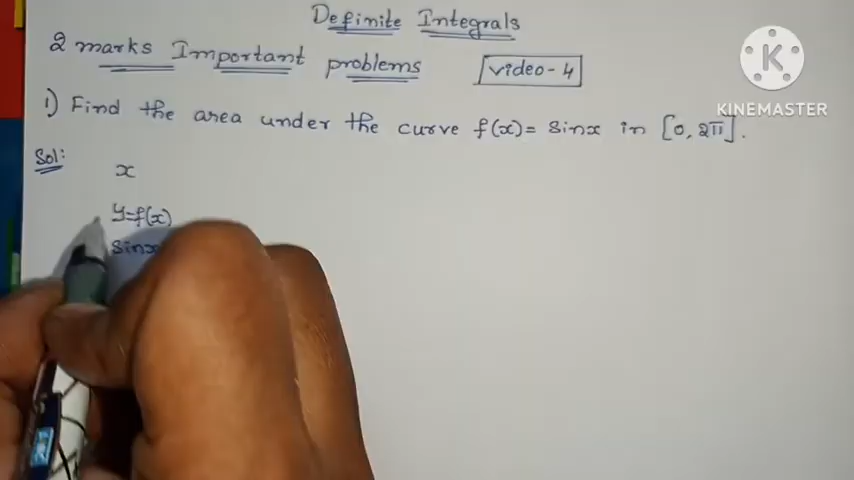 Definite Integrals
2 marks Important problems video-4
KINEMASTER
1) Find the area under the curve f(x)= sinx in [0, 2π].
Sol:
x
y=f(x)
sinx